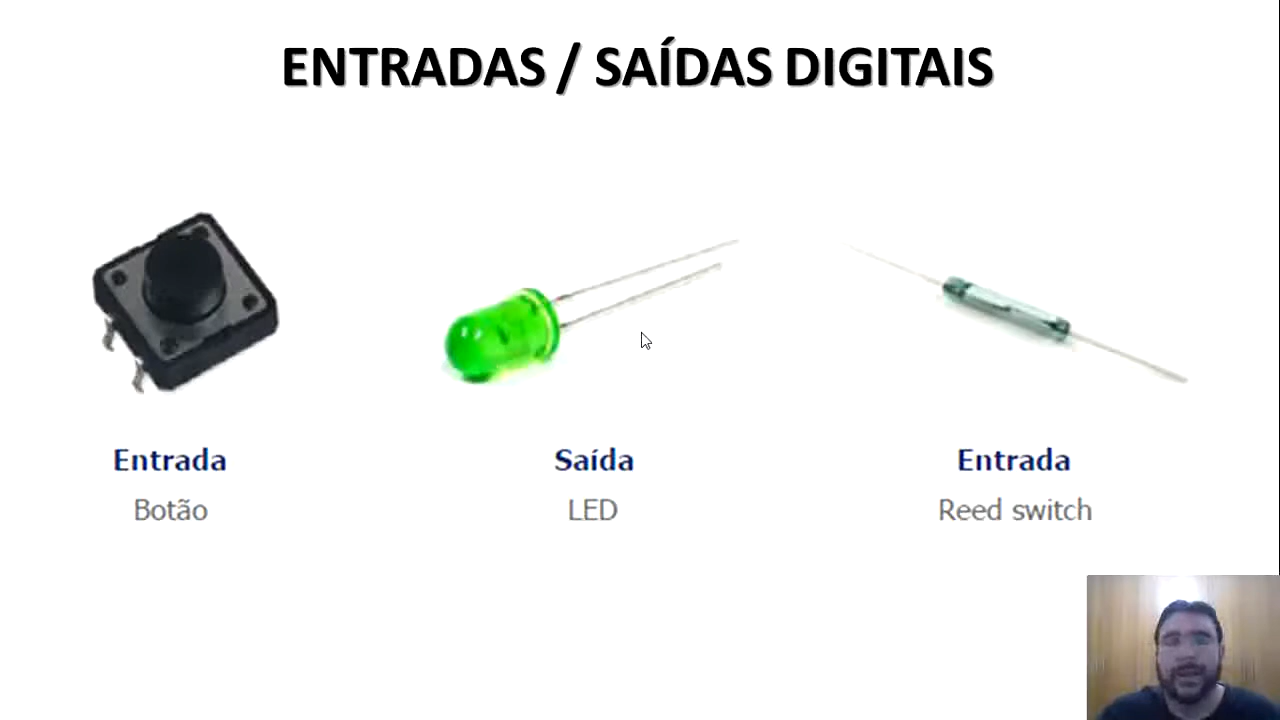 ENTRADAS / SAÍDAS DIGITAIS
Entrada
Botão
Saída
LED
Entrada
Reed switch